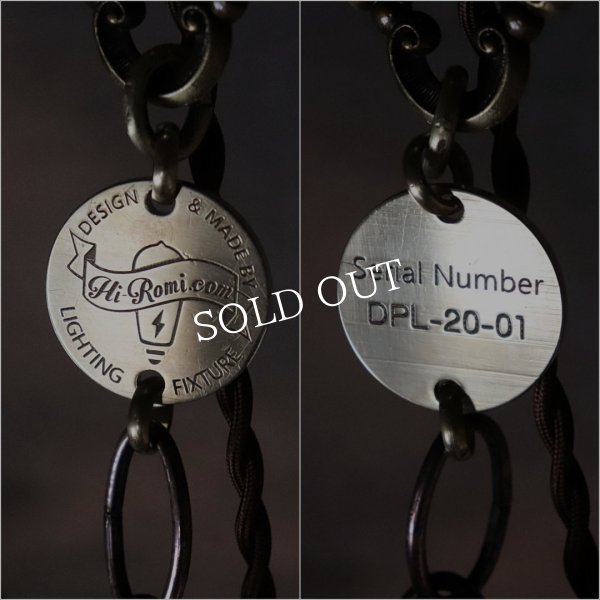 DESIGN & MADE BY
Hi-Romi.com
LIGHTING FIXTURE
Serial Number
DPL-20-01
SOLD OUT